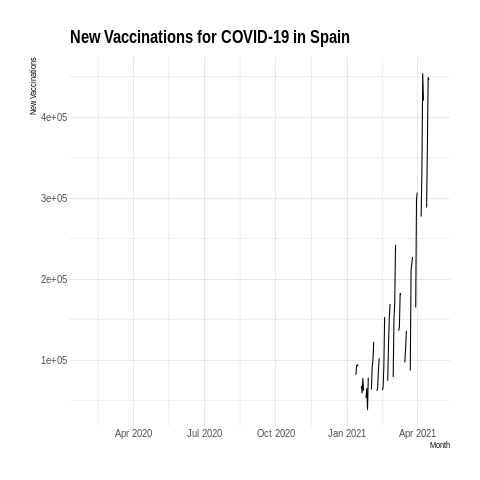 New Vaccinations for COVID-19 in Spain
New Vaccinations
4e+05
3e+05
2e+05
1e+05
Apr 2020 Jul 2020 Oct 2020 Jan 2021 Apr 2021
Month